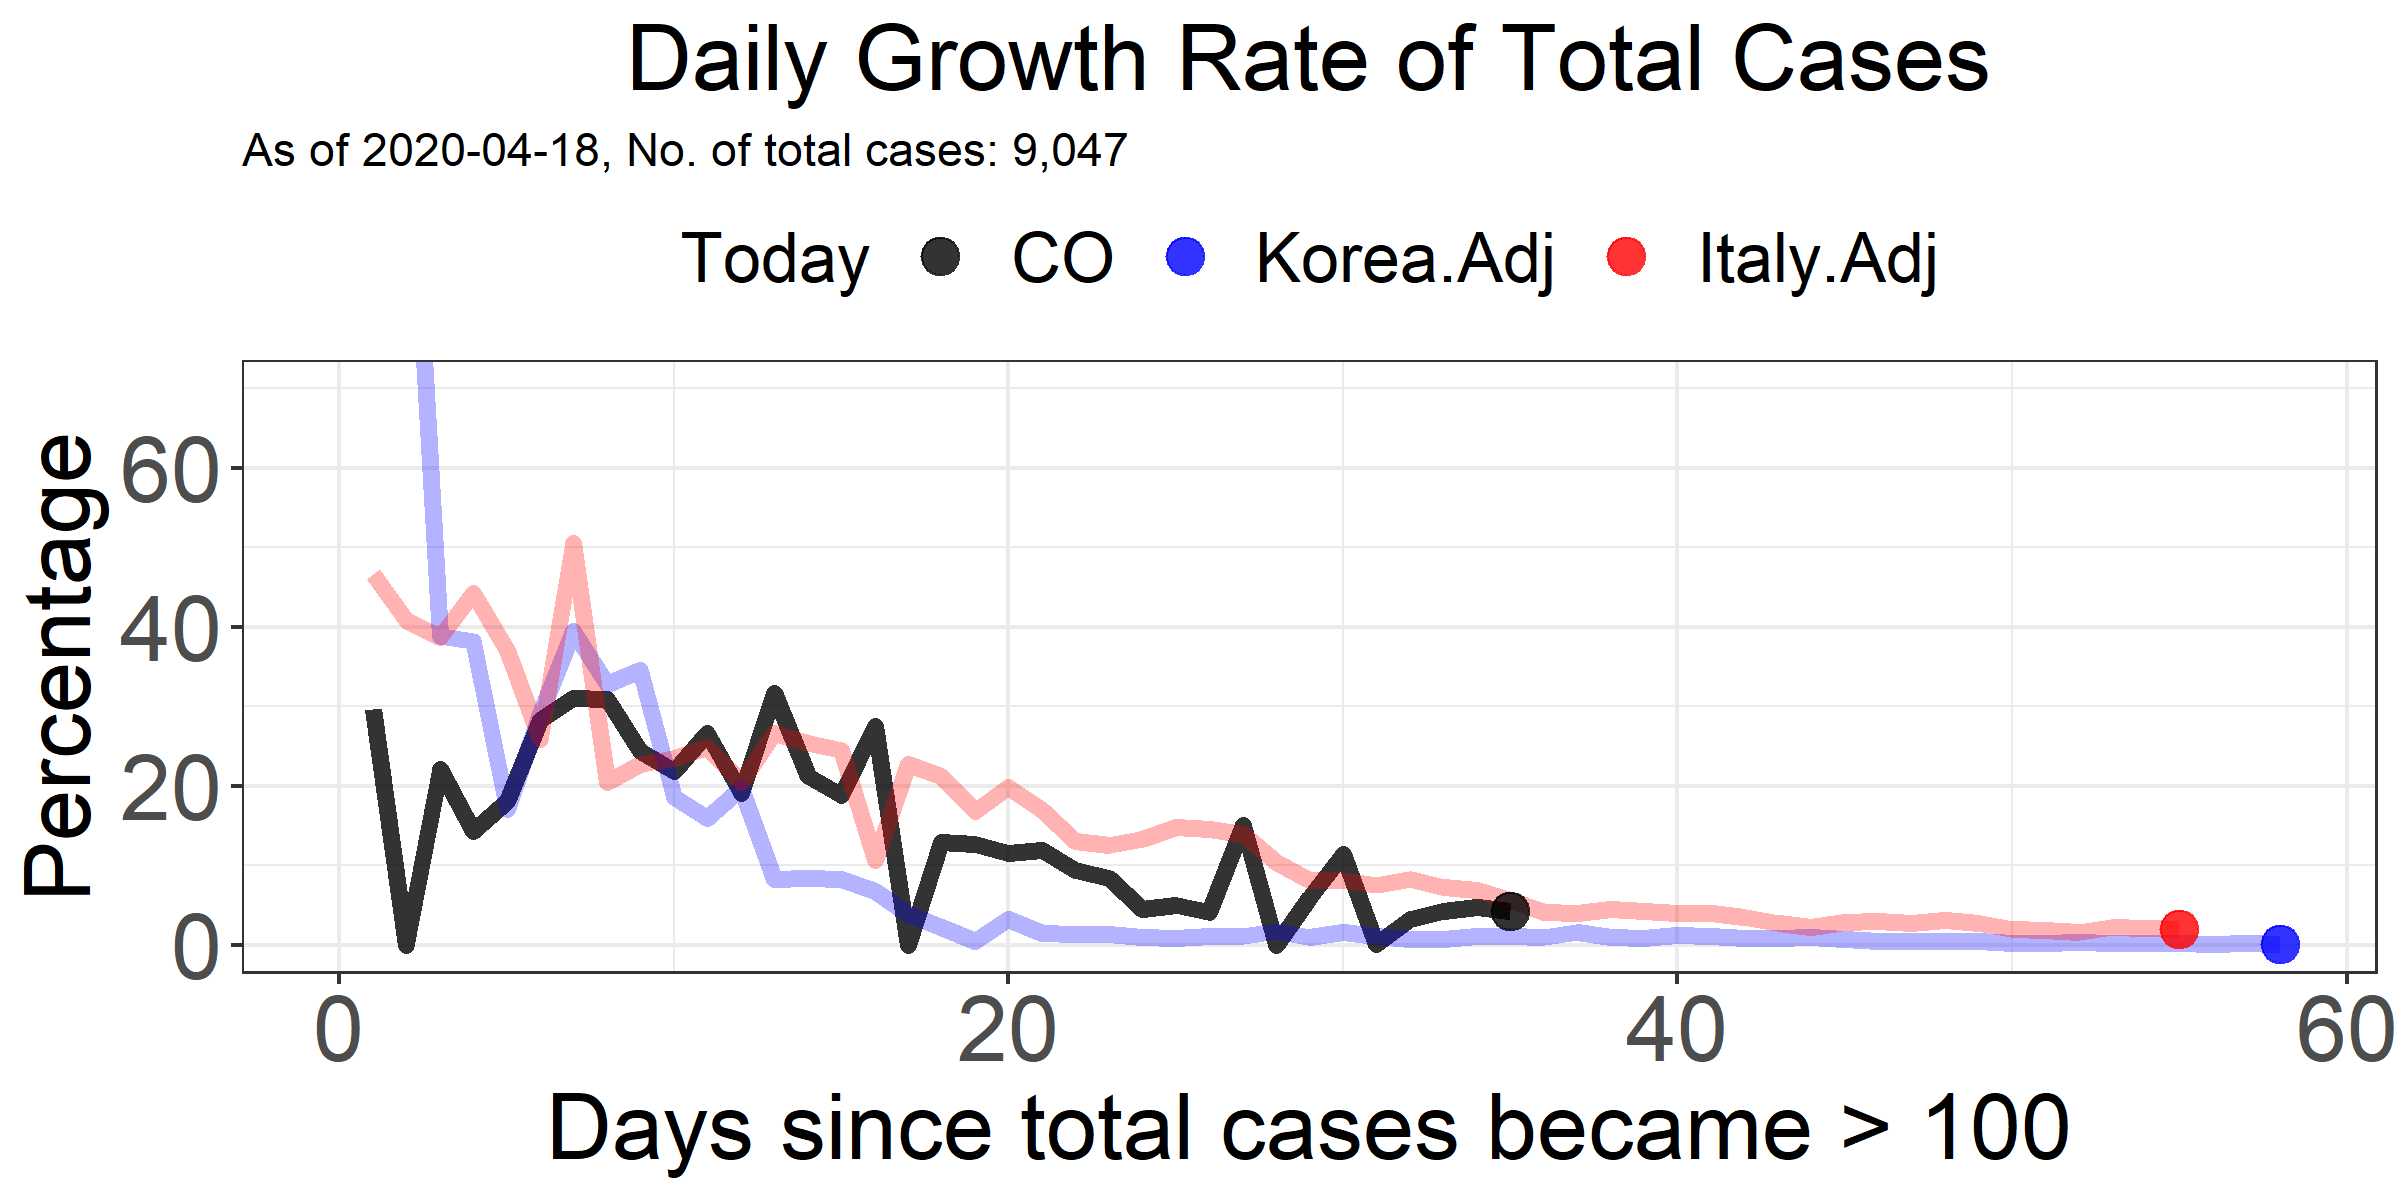 Daily Growth Rate of Total Cases
As of 2020-04-18, No. of total cases: 9,047
Today CO Korea.Adj Italy.Adj
Percentage
60
40
20
0
0 20 40 60
Days since total cases became > 100